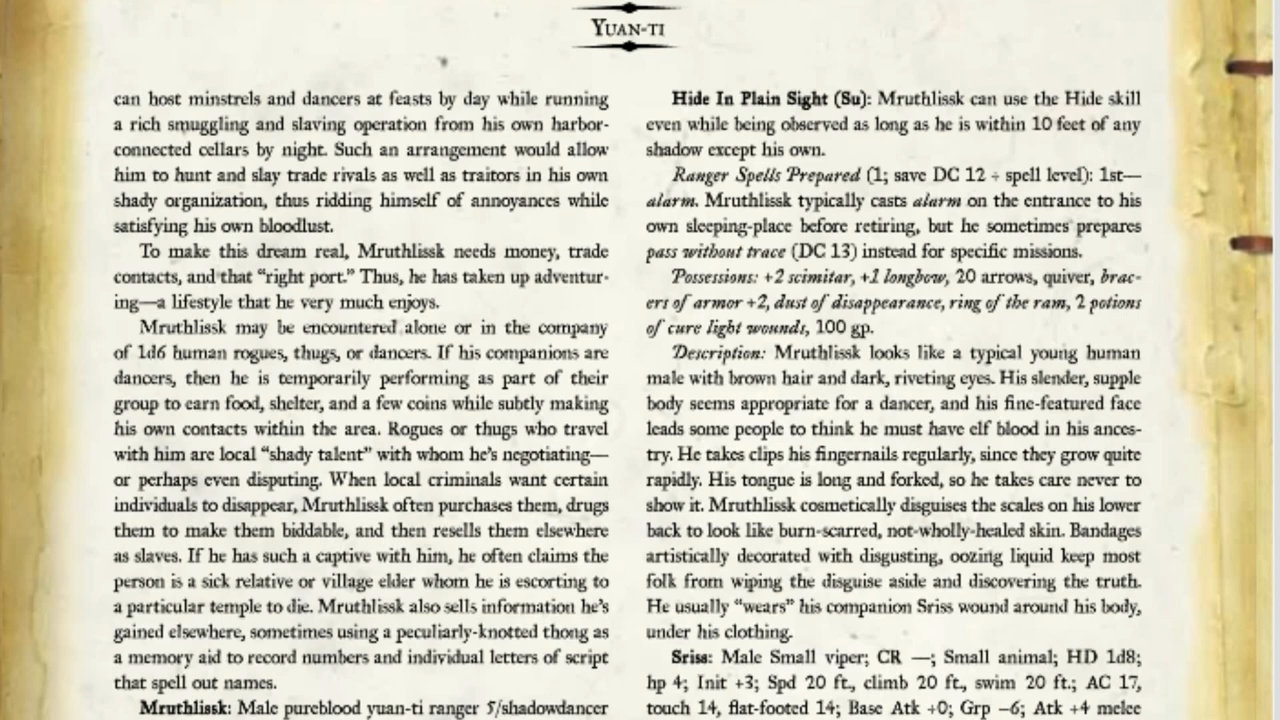 Yuan-ti
can host minstrels and dancers at feasts by day while running
a rich smuggling and slaving operation from his own harbor-
connected cellars by night. Such an arrangement would allow
him to hunt and slay trade rivals as well as traitors in his own
shady organization, thus ridding himself of annoyances while
satisfying his own bloodlust.
To make this dream real, Mruthlissk needs money, trade
contacts, and that “right port.” Thus, he has taken up adventur-
ing—a lifestyle that he very much enjoys.
Mruthlissk may be encountered alone or in the company
of 1d6 human rogues, thugs, or dancers. If his companions are
dancers, then he is temporarily performing as part of their
group to earn food, shelter, and a few coins while subtly making
his own contacts within the area. Rogues or thugs who travel
with him are local “shady talent” with whom he’s negotiating—
or perhaps even disputing. When local criminals want certain
individuals to disappear, Mruthlissk often purchases them, drugs
them to make them biddable, and then resells them elsewhere
as slaves. If he has such a captive with him, he often claims the
person is a sick relative or village elder whom he is escorting to
a particular temple to die. Mruthlissk also sells information he’s
gained elsewhere, sometimes using a peculiarly-knotted thong as
a memory aid to record numbers and individual letters of script
that spell out names.
Mruthlissk: Male pureblood yuan-ti ranger 5/shadowdancer
Hide In Plain Sight (Su): Mruthlissk can use the Hide skill
even while being observed as long as he is within 10 feet of any
shadow except his own.
Ranger Spells Prepared (1; save DC 12 + spell level): 1st—
alarm. Mruthlissk typically casts alarm on the entrance to his
own sleeping-place before retiring, but he sometimes prepares
pass without trace (DC 13) instead for specific missions.
Possessions: +2 scimitar, +1 longbow, 20 arrows, quiver, brac-
ers of armor +2, dust of disappearance, ring of the ram, 2 potions
of cure light wounds, 100 gp.
Description: Mruthlissk looks like a typical young human
male with brown hair and dark, riveting eyes. His slender, supple
body seems appropriate for a dancer, and his fine-featured face
leads some people to think he must have elf blood in his ances-
try. He takes clips his fingernails regularly, since they grow quite
rapidly. His tongue is long and forked, so he takes care never to
show it. Mruthlissk cosmetically disguises the scales on his lower
back to look like burn-scarred, not-wholly-healed skin. Bandages
artistically decorated with disgusting, oozing liquid keep most
folk from wiping the disguise aside and discovering the truth.
He usually “wears” his companion Sriss wound around his body,
under his clothing.
Sriss: Male Small viper; CR —; Small animal; HD 1d8;
hp 4; Init +3; Spd 20 ft., climb 20 ft., swim 20 ft.; AC 17,
touch 14, flat-footed 14; Base Atk +0; Grp –6; Atk +4 melee